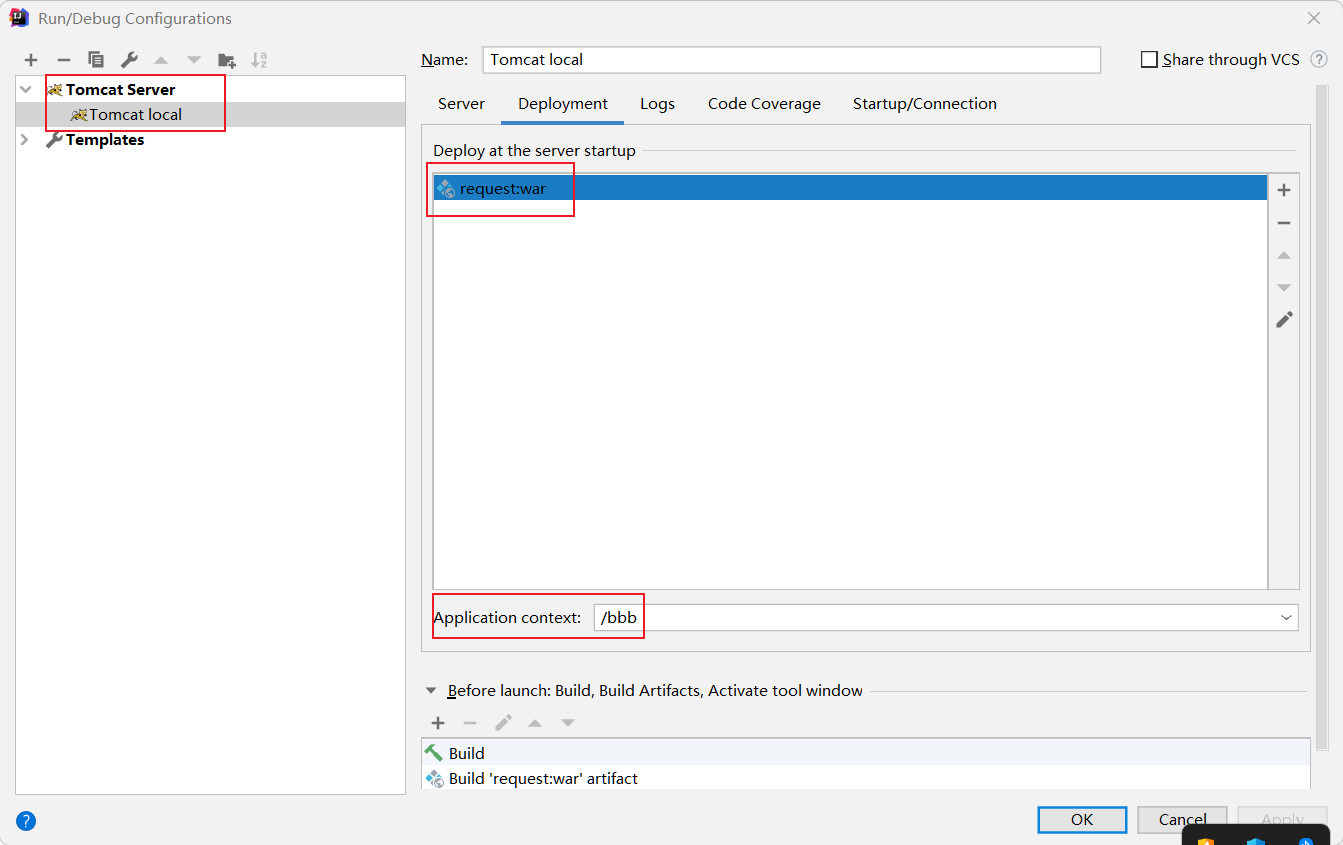 Run/Debug Configurations
Name: Tomcat local
Share through VCS ?
Tomcat Server
Tomcat local
Templates
Server Deployment Logs Code Coverage Startup/Connection
Deploy at the server startup
request:war
Application context: /bbb
Before launch: Build, Build Artifacts, Activate tool window
Build
Build 'request:war' artifact
? OK Cancel Apply